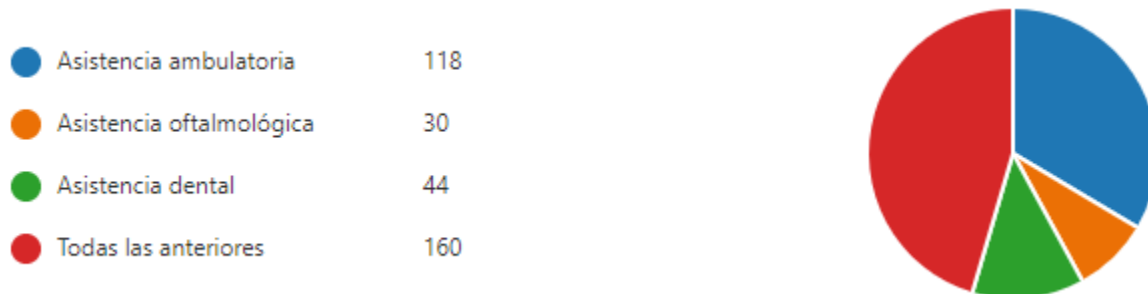 Asistencia ambulatoria 118
Asistencia oftalmológica 30
Asistencia dental 44
Todas las anteriores 160